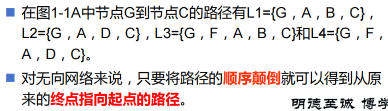 在图1-1A中节点G到节点C的路径有L1={G，A，B，C}，
L2={G，A，D，C}，L3={G，F，A，B，C}和L4={G，F，
A，D，C}。
对无向网络来说，只要将路径的顺序颠倒就可以得到从原
来的终点指向起点的路径。
明德至诚 博学